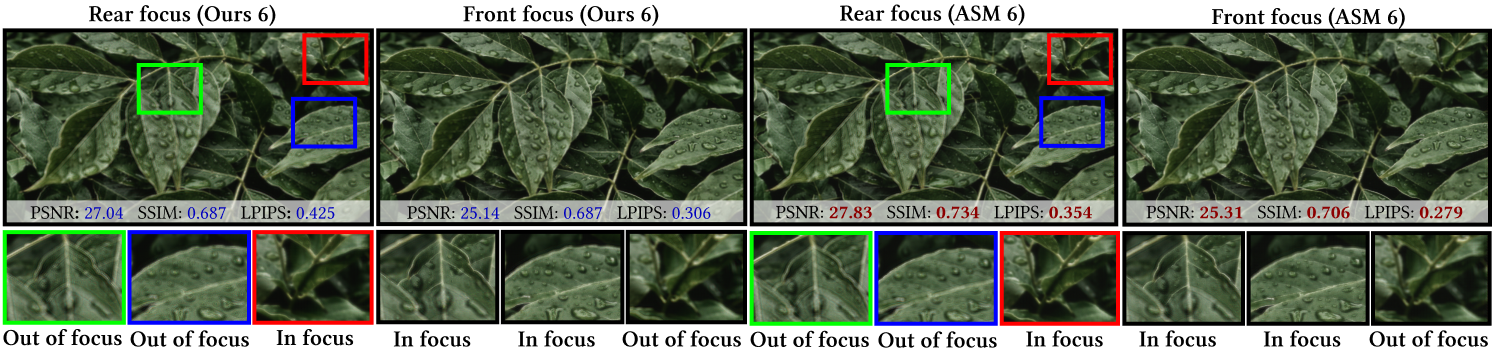 Rear focus (Ours 6)
Front focus (Ours 6)
Rear focus (ASM 6)
Front focus (ASM 6)
PSNR: 27.04 SSIM: 0.687 LPIPS: 0.425
PSNR: 25.14 SSIM: 0.687 LPIPS: 0.306
PSNR: 27.83 SSIM: 0.734 LPIPS: 0.354
PSNR: 25.31 SSIM: 0.706 LPIPS: 0.279
Out of focus
Out of focus
In focus
In focus
In focus
Out of focus
Out of focus
Out of focus
In focus
In focus
In focus
Out of focus